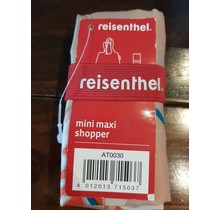 reisenthel
reisenthel
mini maxi
shopper
AT0030
4 012013 715037